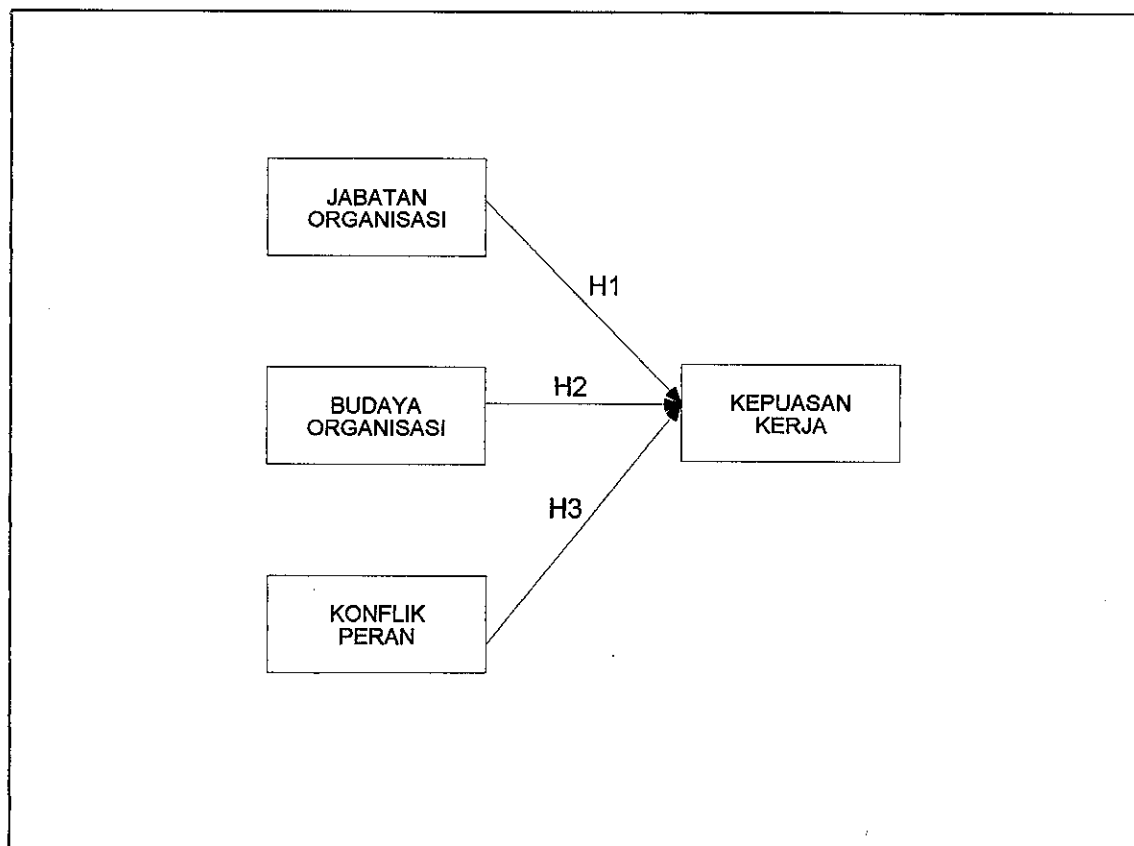 JABATAN
ORGANISASI
H1
BUDAYA
ORGANISASI
H2
KEPUASAN
KERJA
H3
KONFLIK
PERAN